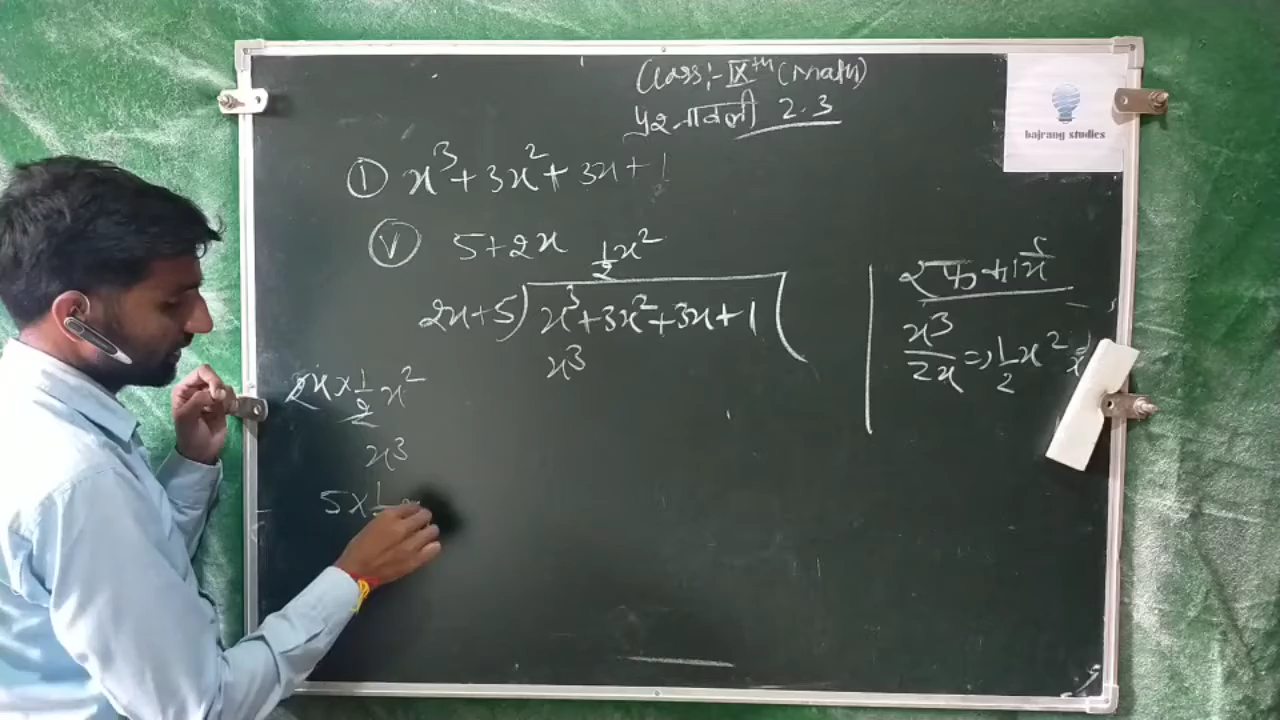 Class:- IXth (Math)
प्रश्नावली 2.3
bajrang studies
① x³+3x²+3x+1
Ⓥ 5+2x
½x²
2x+5) x³+3x²+3x+1 (
x³
2x×½x²
x³
5×½
x³/2x ⇒ ½x²